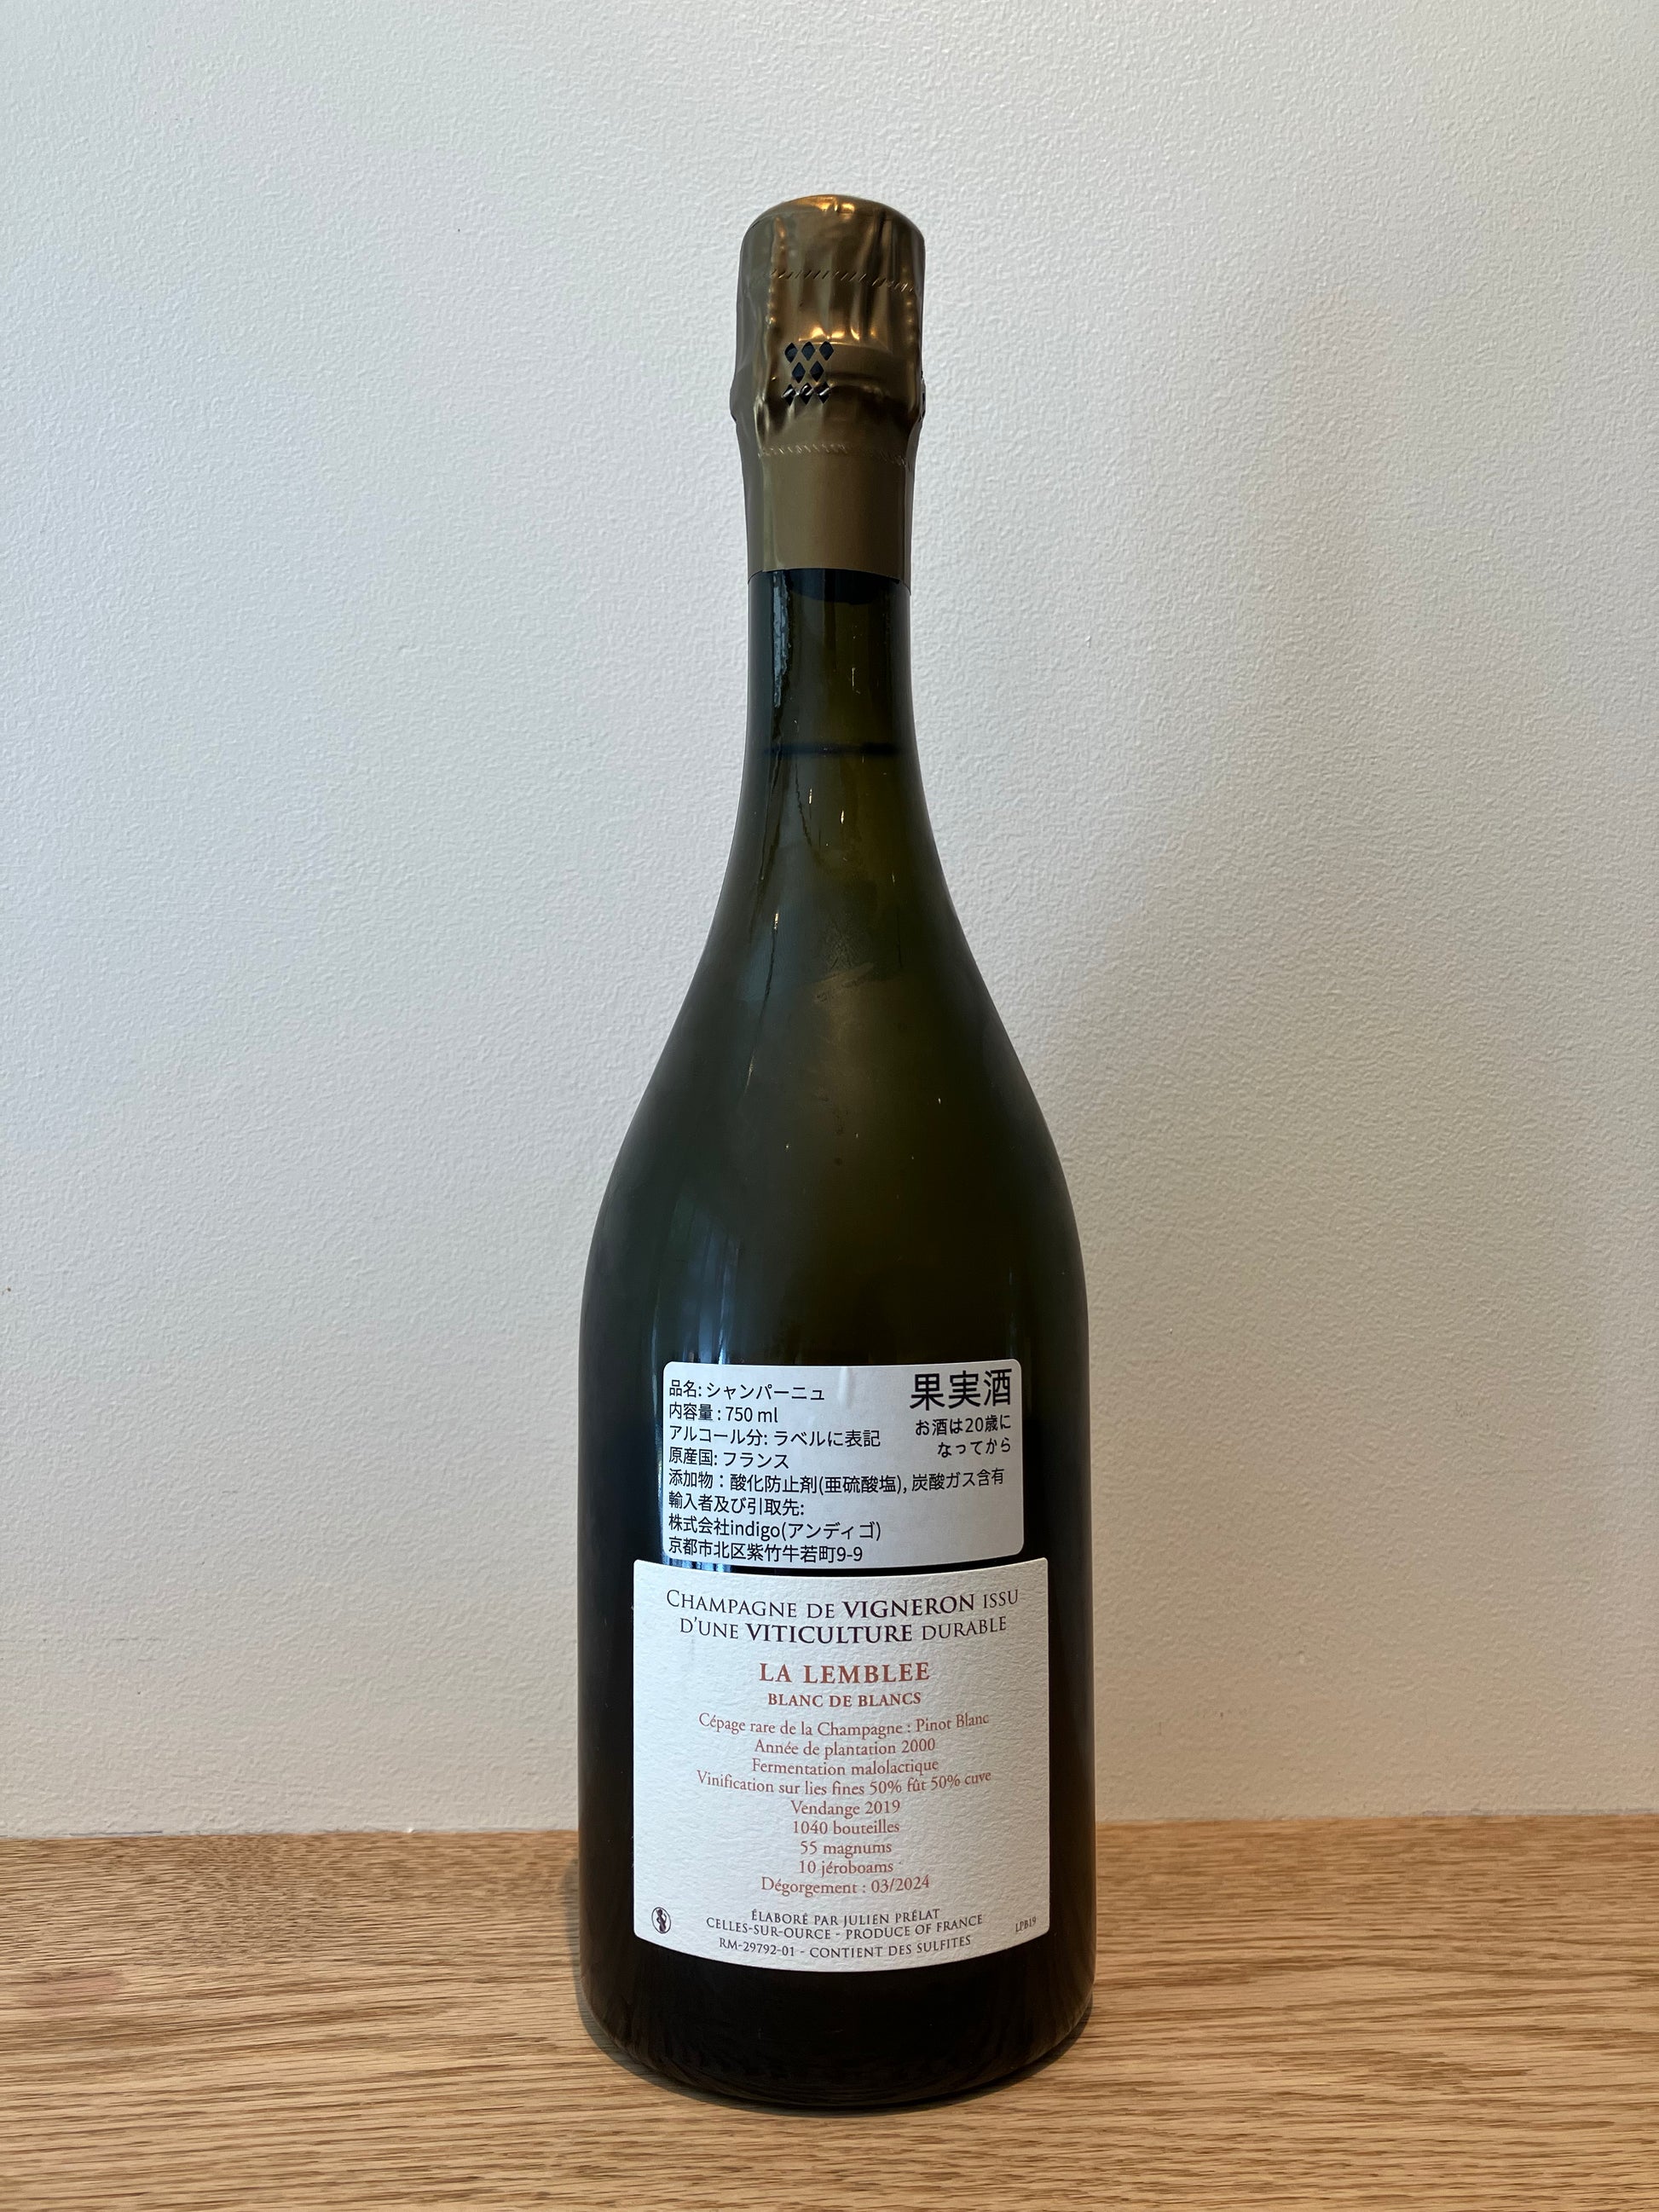 品名: シャンパーニュ
果実酒
内容量 : 750 ml
お酒は20歳に
アルコール分: ラベルに表記
なってから
原産国: フランス
添加物：酸化防止剤(亜硫酸塩), 炭酸ガス含有
輸入者及び引取先:
株式会社indigo(アンディゴ)
京都市北区紫竹牛若町9-9
CHAMPAGNE DE VIGNERON ISSU
D'UNE VITICULTURE DURABLE
LA LEMBLEE
BLANC DE BLANCS
Cépage rare de la Champagne : Pinot Blanc
Année de plantation 2000
Fermentation malolactique
Vinification sur lies fines 50% fût 50% cuve
Vendange 2019
1040 bouteilles
55 magnums
10 jéroboams
Dégorgement : 03/2024
ÉLABORÉ PAR JULIEN PRÉLAT
CELLES-SUR-OURCE - PRODUCE OF FRANCE
RM-29792-01 - CONTIENT DES SULFITES
LPB19